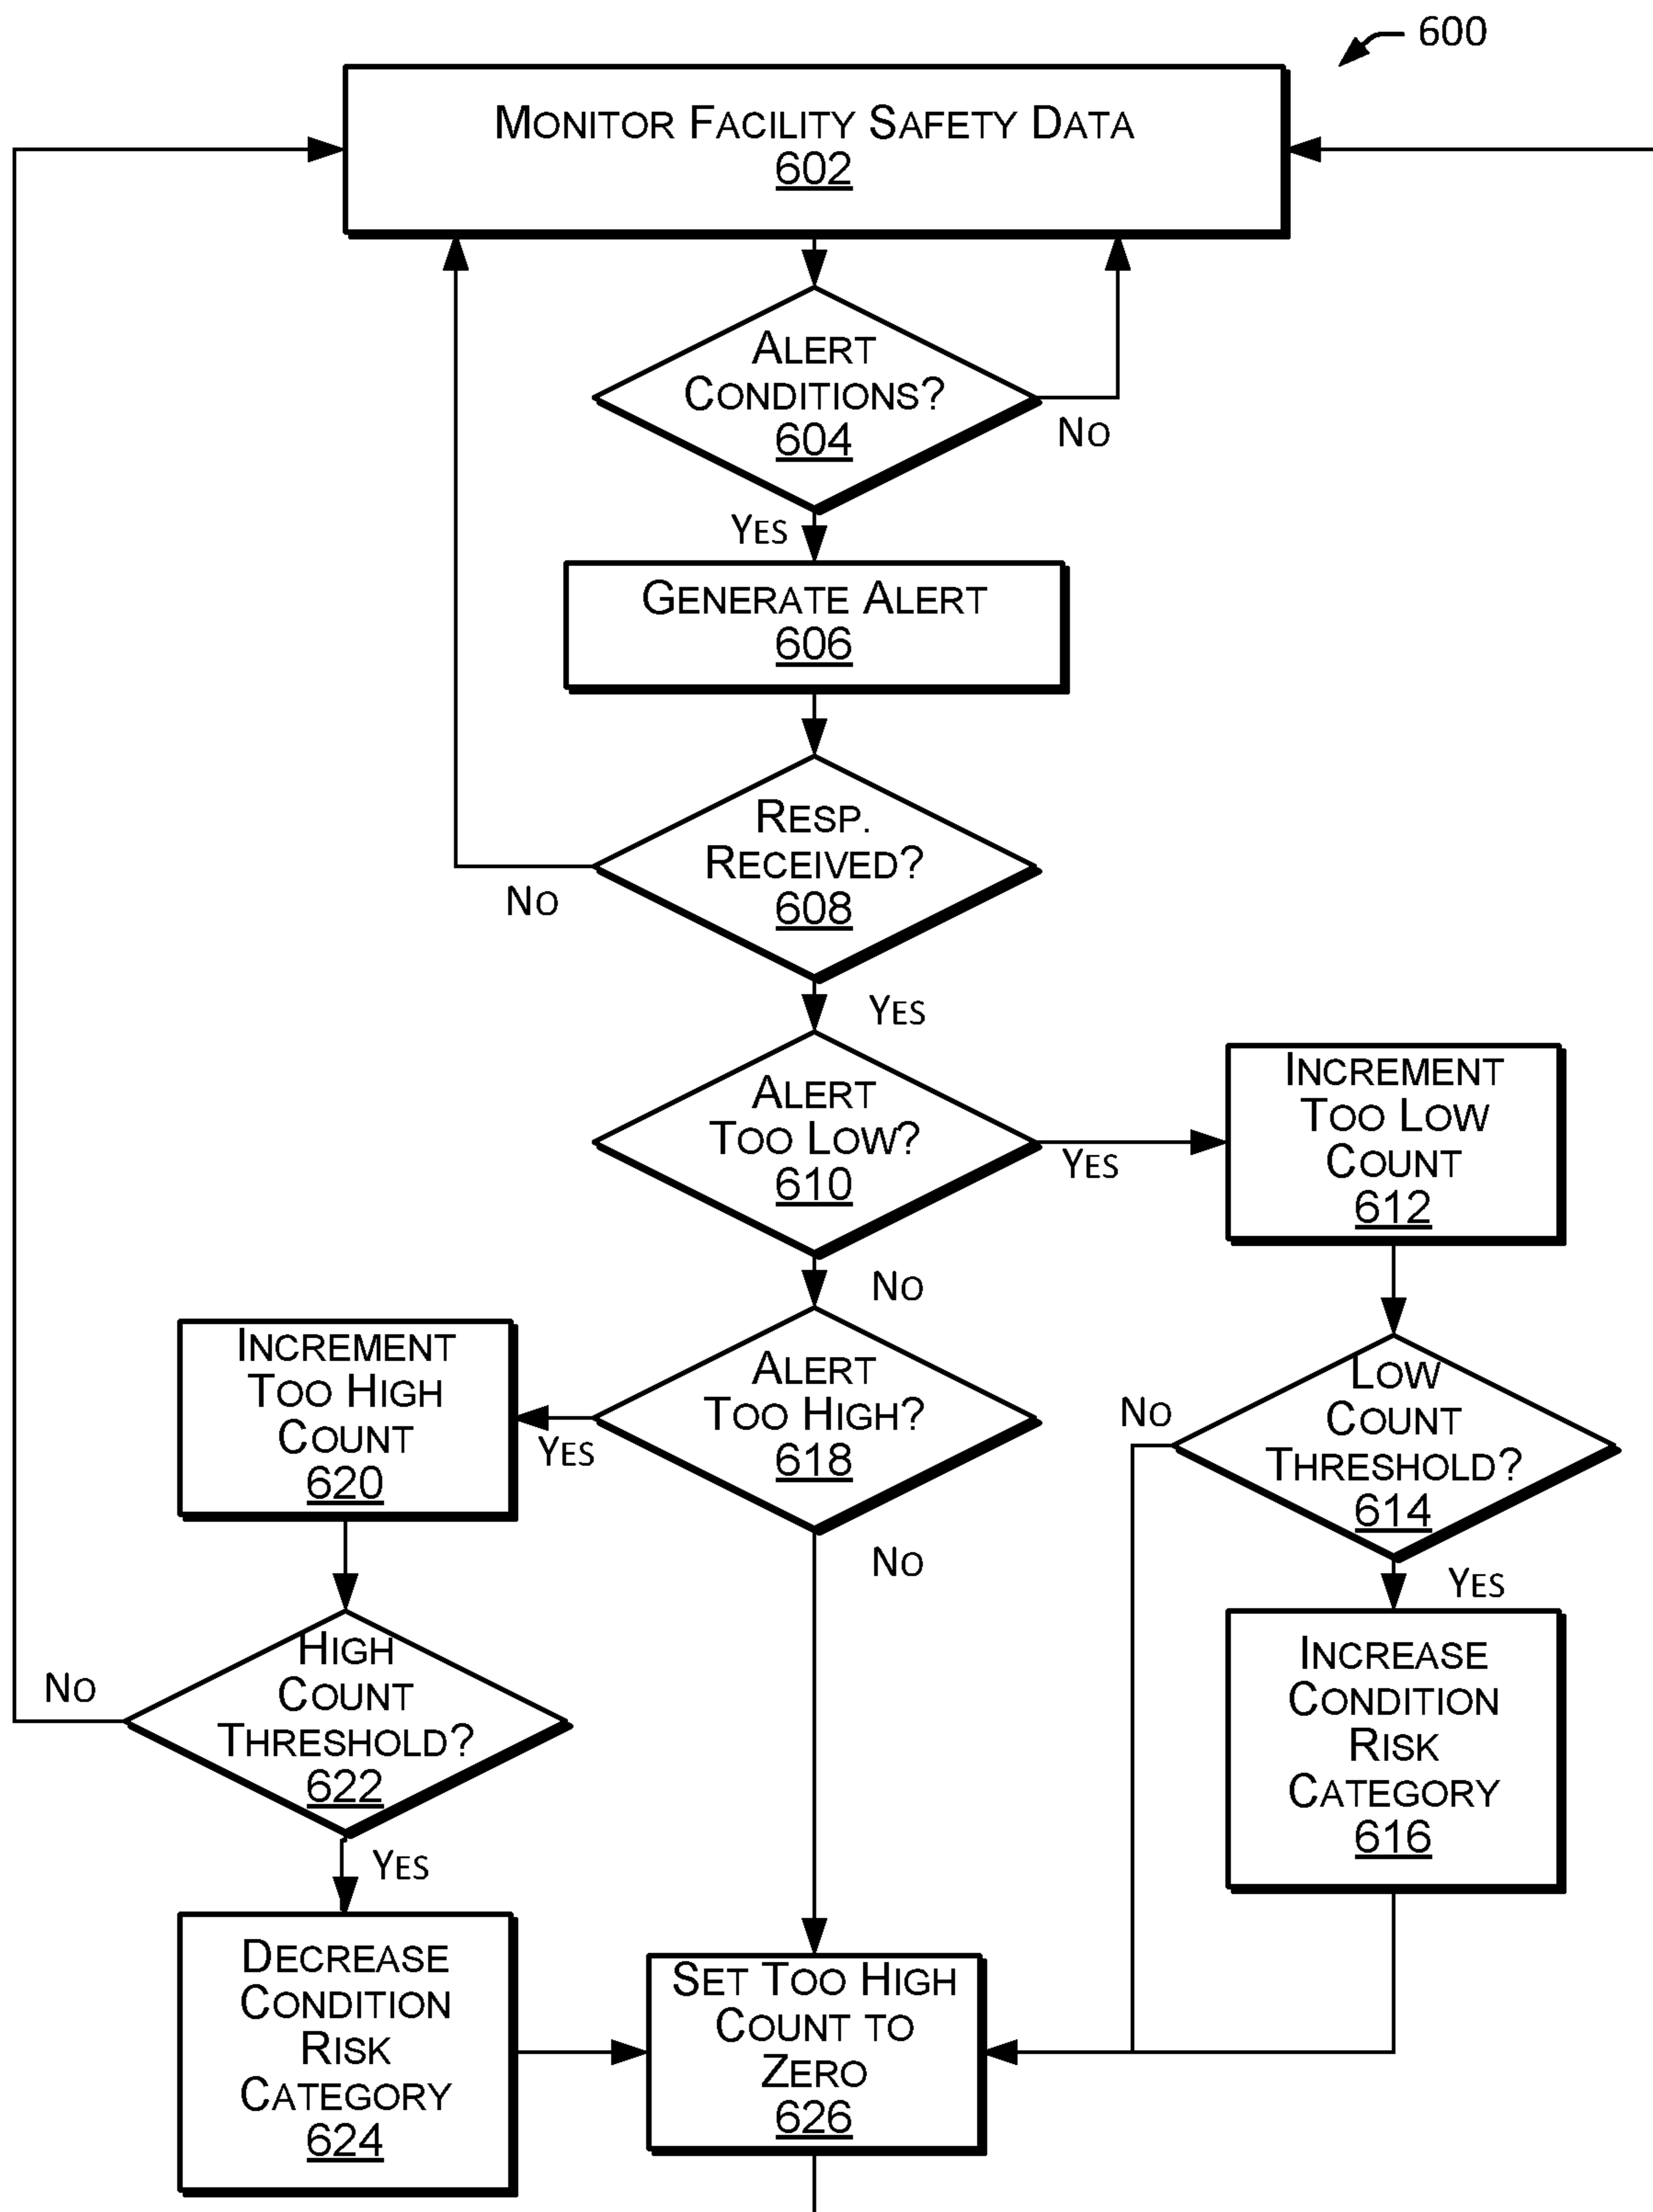 600
MONITOR FACILITY SAFETY DATA
602
ALERT
CONDITIONS?
604
NO
YES
GENERATE ALERT
606
RESP.
RECEIVED?
608
NO
YES
ALERT
TOO LOW?
610
YES
INCREMENT
TOO LOW
COUNT
612
NO
INCREMENT
TOO HIGH
COUNT
620
YES
ALERT
TOO HIGH?
618
NO
NO
LOW
COUNT
THRESHOLD?
614
YES
NO
HIGH
COUNT
THRESHOLD?
622
YES
INCREASE
CONDITION
RISK
CATEGORY
616
DECREASE
CONDITION
RISK
CATEGORY
624
SET TOO HIGH
COUNT TO
ZERO
626